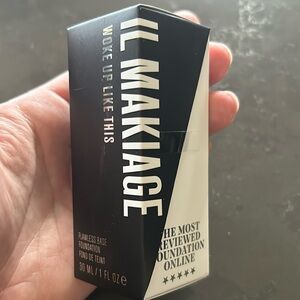 IL MAKIAGE
WOKE UP LIKE THIS
FLAWLESS BASE
FOUNDATION
FOND DE TEINT
30 ML / 1 FL OZ e
THE MOST
REVIEWED
FOUNDATION
ONLINE
★★★★★